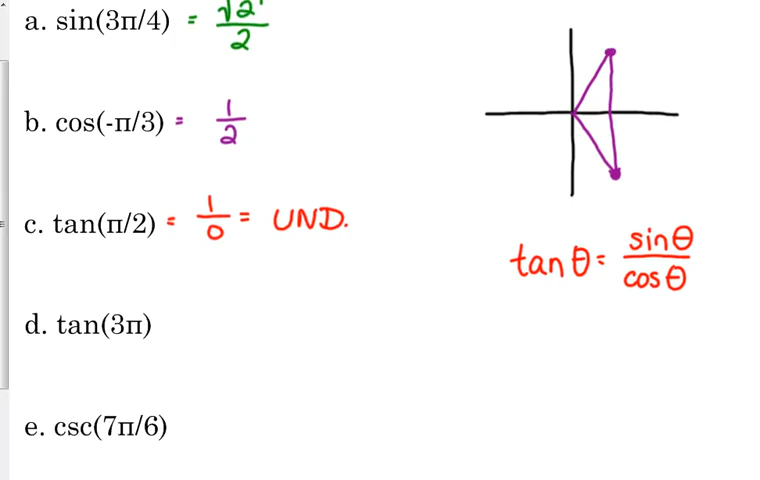 a. sin(3π/4) = √2/2
b. cos(-π/3) = 1/2
c. tan(π/2) = 1/0 = UND.
tan θ = sin θ/cos θ
d. tan(3π)
e. csc(7π/6)